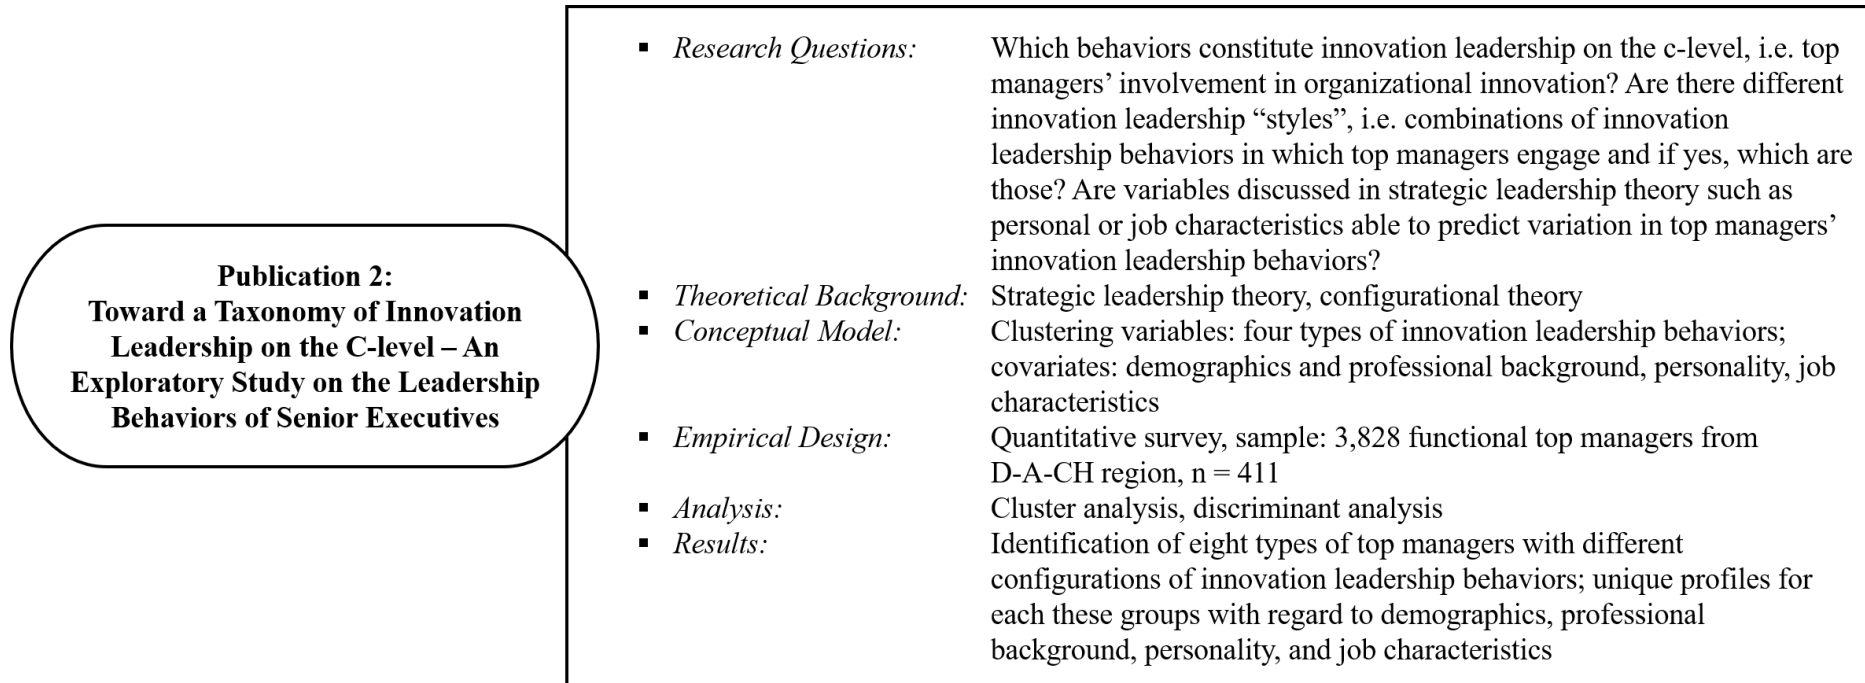 Publication 2:
Toward a Taxonomy of Innovation
Leadership on the C-level – An
Exploratory Study on the Leadership
Behaviors of Senior Executives
▪ Research Questions: Which behaviors constitute innovation leadership on the c-level, i.e. top
managers’ involvement in organizational innovation? Are there different
innovation leadership “styles”, i.e. combinations of innovation
leadership behaviors in which top managers engage and if yes, which are
those? Are variables discussed in strategic leadership theory such as
personal or job characteristics able to predict variation in top managers’
innovation leadership behaviors?
▪ Theoretical Background: Strategic leadership theory, configurational theory
▪ Conceptual Model: Clustering variables: four types of innovation leadership behaviors;
covariates: demographics and professional background, personality, job
characteristics
▪ Empirical Design: Quantitative survey, sample: 3,828 functional top managers from
D-A-CH region, n = 411
▪ Analysis: Cluster analysis, discriminant analysis
▪ Results: Identification of eight types of top managers with different
configurations of innovation leadership behaviors; unique profiles for
each these groups with regard to demographics, professional
background, personality, and job characteristics